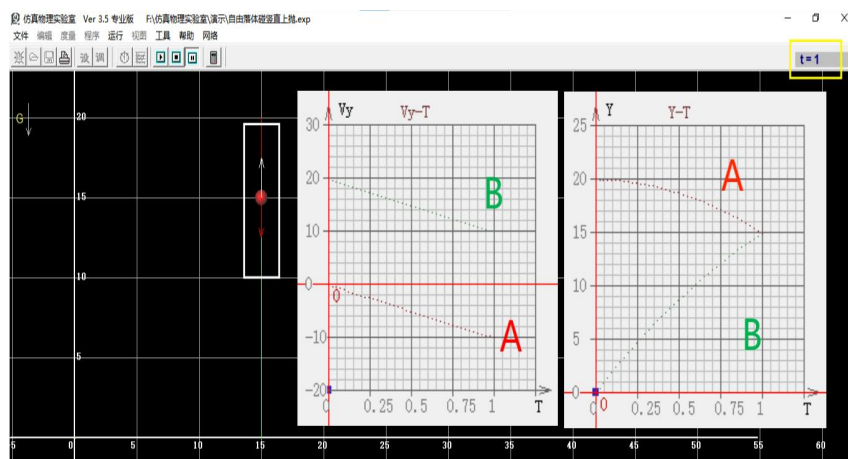 仿真物理实验室 Ver 3.5 专业版 F:\仿真物理实验室\演示\自由落体碰竖直上抛.exp
文件 编辑 度量 程序 运行 视图 工具 帮助 网络
设 调
t = 1
G
20
15
10
5
5 0 5 10 15 20 25 30 35 40 45 50 55 60
Vy Vy-T
30
20
10
0
-10
-20
0
0 0.25 0.5 0.75 1 T
B
A
Y Y-T
25
20
15
10
5
0
0
0 0.25 0.5 0.75 1 T
A
B